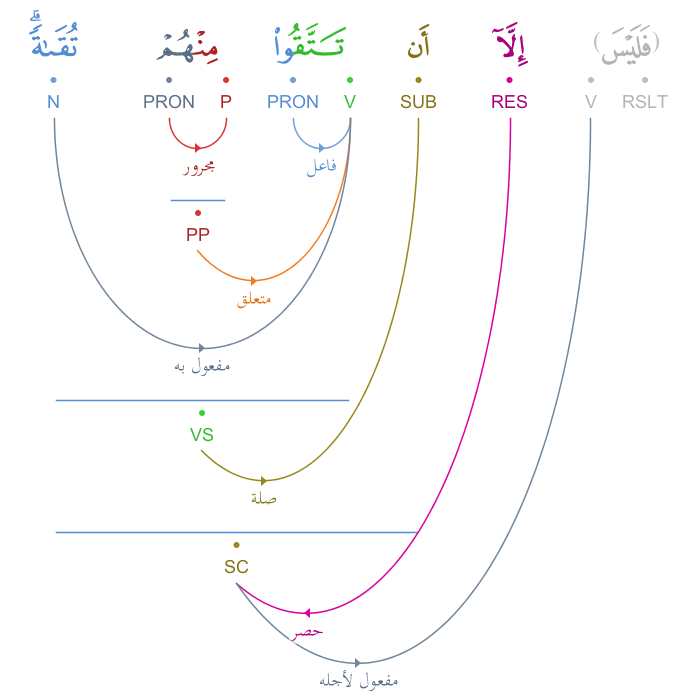 (فَلَيْسَ) إِلَّآ أَن تَتَّقُوا۟ مِنْهُمْ تُقَىٰةًۗ
RSLT V RES SUB V PRON P PRON N
فاعل مجرور
PP
متعلق
مفعول به
VS
صلة
SC
حصر
مفعول لأجله